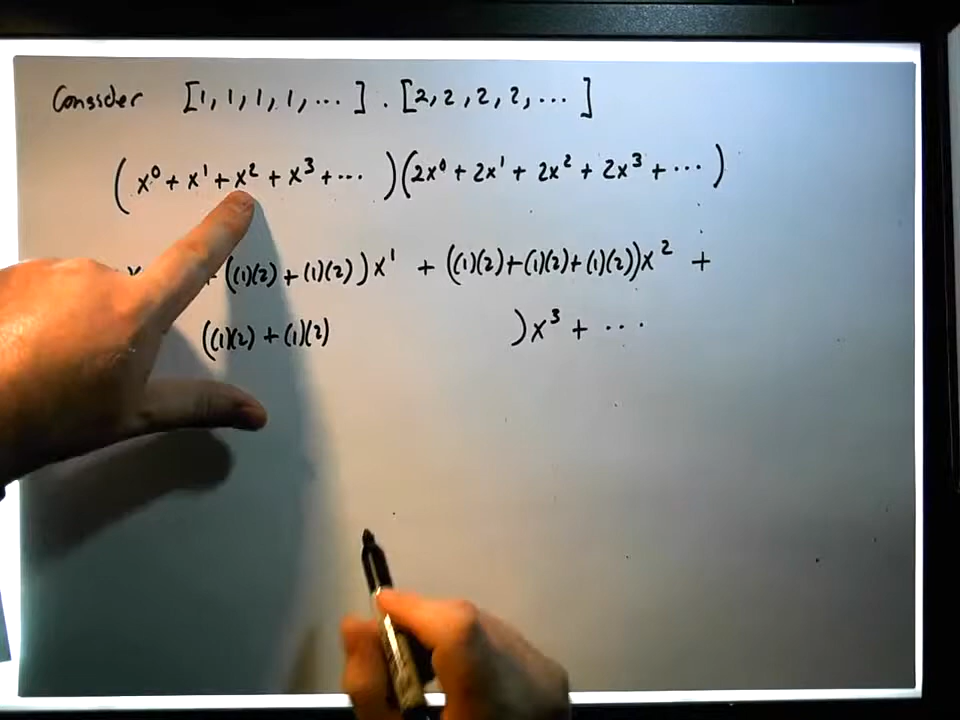 Consider [1, 1, 1, 1, ... ] . [2, 2, 2, 2, ... ]
(x⁰ + x¹ + x² + x³ + ... )(2x⁰ + 2x¹ + 2x² + 2x³ + ... )
+ ((1)(2) + (1)(2))x¹ + ((1)(2)+(1)(2)+(1)(2))x² +
((1)(2) + (1)(2) )x³ + ...